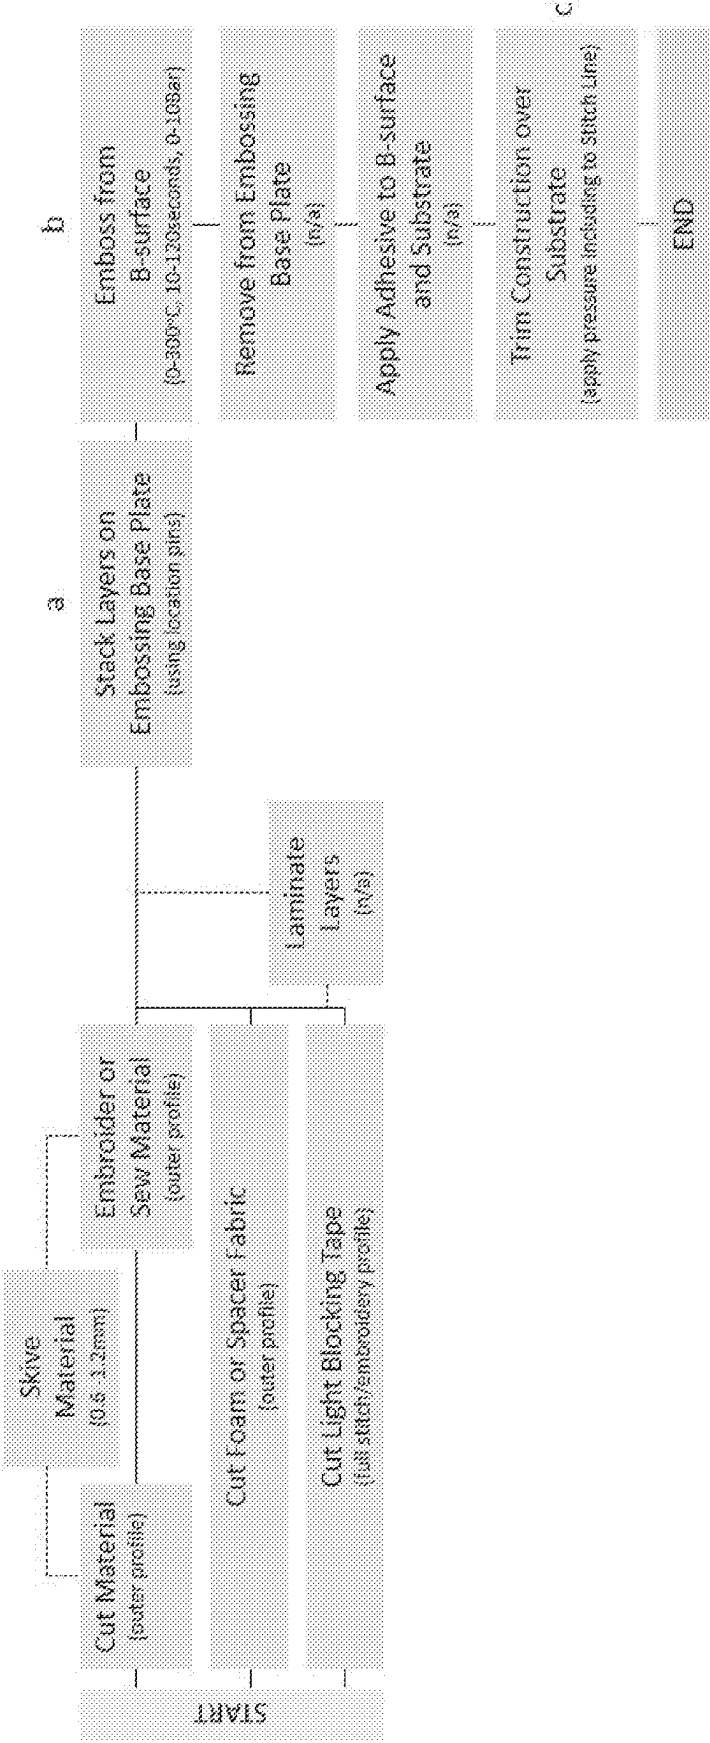 START
Cut Material
(outer profile)
Skive
Material
(0.6 -1.2mm)
Embroider or
Sew Material
(outer profile)
Cut Foam or Spacer Fabric
(outer profile)
Cut Light Blocking Tape
(full stitch/embroidery profile)
Laminate
Layers
(n/a)
a
Stack Layers on
Embossing Base Plate
(using location pins)
b
Emboss from
B-surface
(0-300°C, 10-120seconds, 0-10Bar)
Remove from Embossing
Base Plate
(n/a)
Apply Adhesive to B-surface
and Substrate
(n/a)
c
Trim Construction over
Substrate
(apply pressure including to Stitch Line)
END